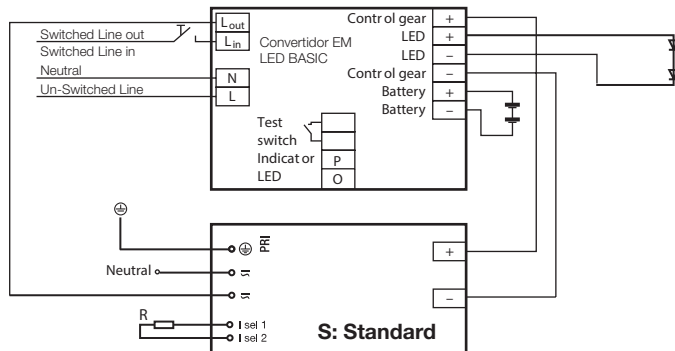 Switched Line out
Switched Line in
Neutral
Un-Switched Line
Lout
Lin
N
L
Convertidor EM
LED BASIC
Control gear +
LED +
LED –
Control gear –
Battery +
Battery –
Test
switch
Indicator
LED
P
O
PRI
Neutral
R
I sel 1
I sel 2
+
–
S: Standard